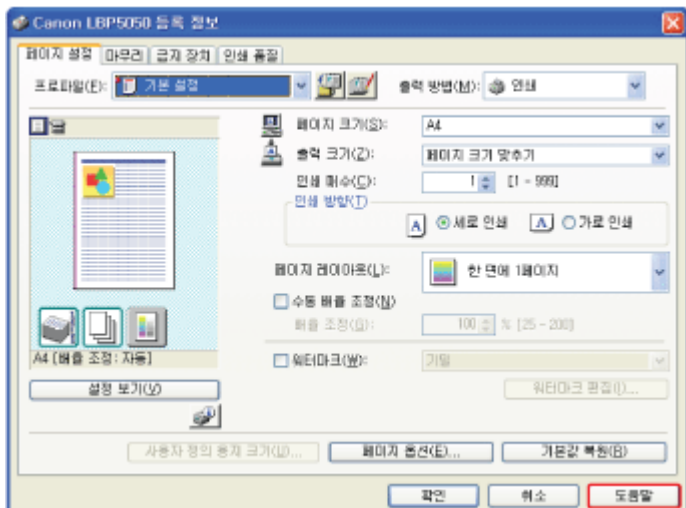 Canon LBP5050 등록 정보
페이지 설정 마무리 급지 장치 인쇄 품질
프로파일(F): 기본 설정 출력 방법(M): 인쇄
페이지 크기(S): A4
출력 크기(Z): 페이지 크기 맞추기
인쇄 매수(C): 1 [1 - 999]
인쇄 방향(T)
A 세로 인쇄 A 가로 인쇄
페이지 레이아웃(L): 한 면에 1페이지
수동 배율 조정(N)
배율 조정(G): 100 % [25 - 200]
A4 [배율 조정: 자동]
워터마크(W): 기밀
설정 보기(V)
워터마크 편집(I)...
사용자 정의 용지 크기(U)... 페이지 옵션(E)... 기본값 복원(R)
확인 취소 도움말